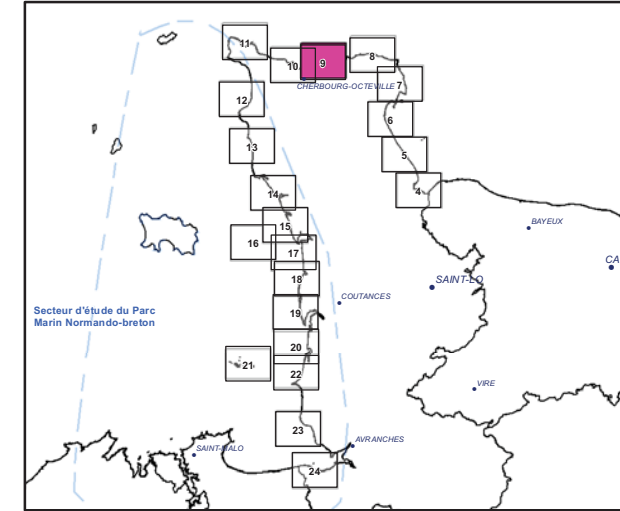 11
10
9
8
CHERBOURG-OCTEVILLE
7
12
6
13
5
14
4
15
BAYEUX
16
17
CA
18
SAINT-LO
COUTANCES
19
Secteur d'étude du Parc
Marin Normando-breton
20
21
22
VIRE
23
AVRANCHES
SAINT-MALO
24